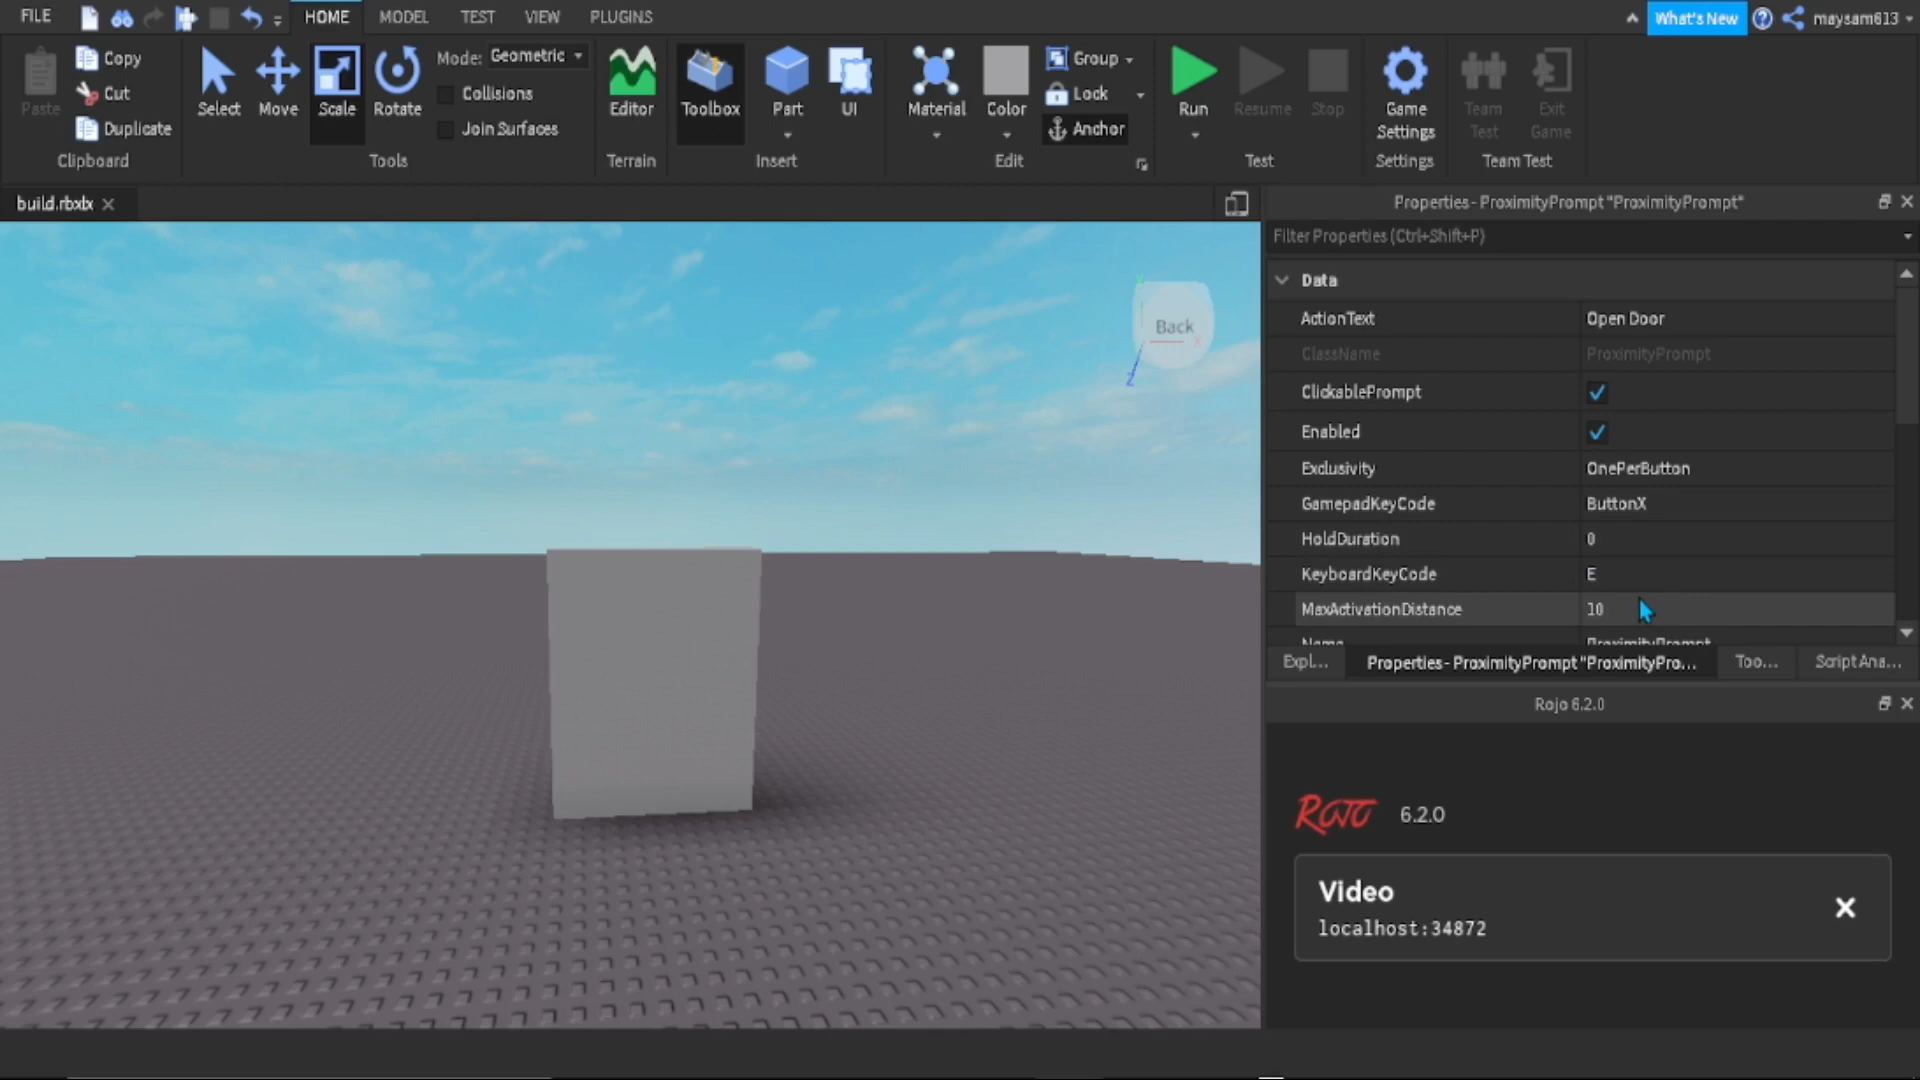 FILE HOME MODEL TEST VIEW PLUGINS What's New maysam613
Paste Copy Cut Duplicate
Clipboard
Select Move Scale Rotate
Mode: Geometric
Collisions
Join Surfaces
Tools
Editor
Terrain
Toolbox Part UI
Insert
Material Color Group Lock Anchor
Edit
Run Resume Stop
Test
Game Settings
Settings
Team Test Exit Game
Team Test
build.rbxlx
Back
X
Z
Properties - ProximityPrompt "ProximityPrompt"
Filter Properties (Ctrl+Shift+P)
Data
ActionText Open Door
ClassName ProximityPrompt
ClickablePrompt
Enabled
Exclusivity OnePerButton
GamepadKeyCode ButtonX
HoldDuration 0
KeyboardKeyCode E
MaxActivationDistance 10
Name ProximityPrompt
Expl... Properties - ProximityPrompt "ProximityPro... Too... Script Ana...
Rojo 6.2.0
ROJO 6.2.0
Video
localhost:34872